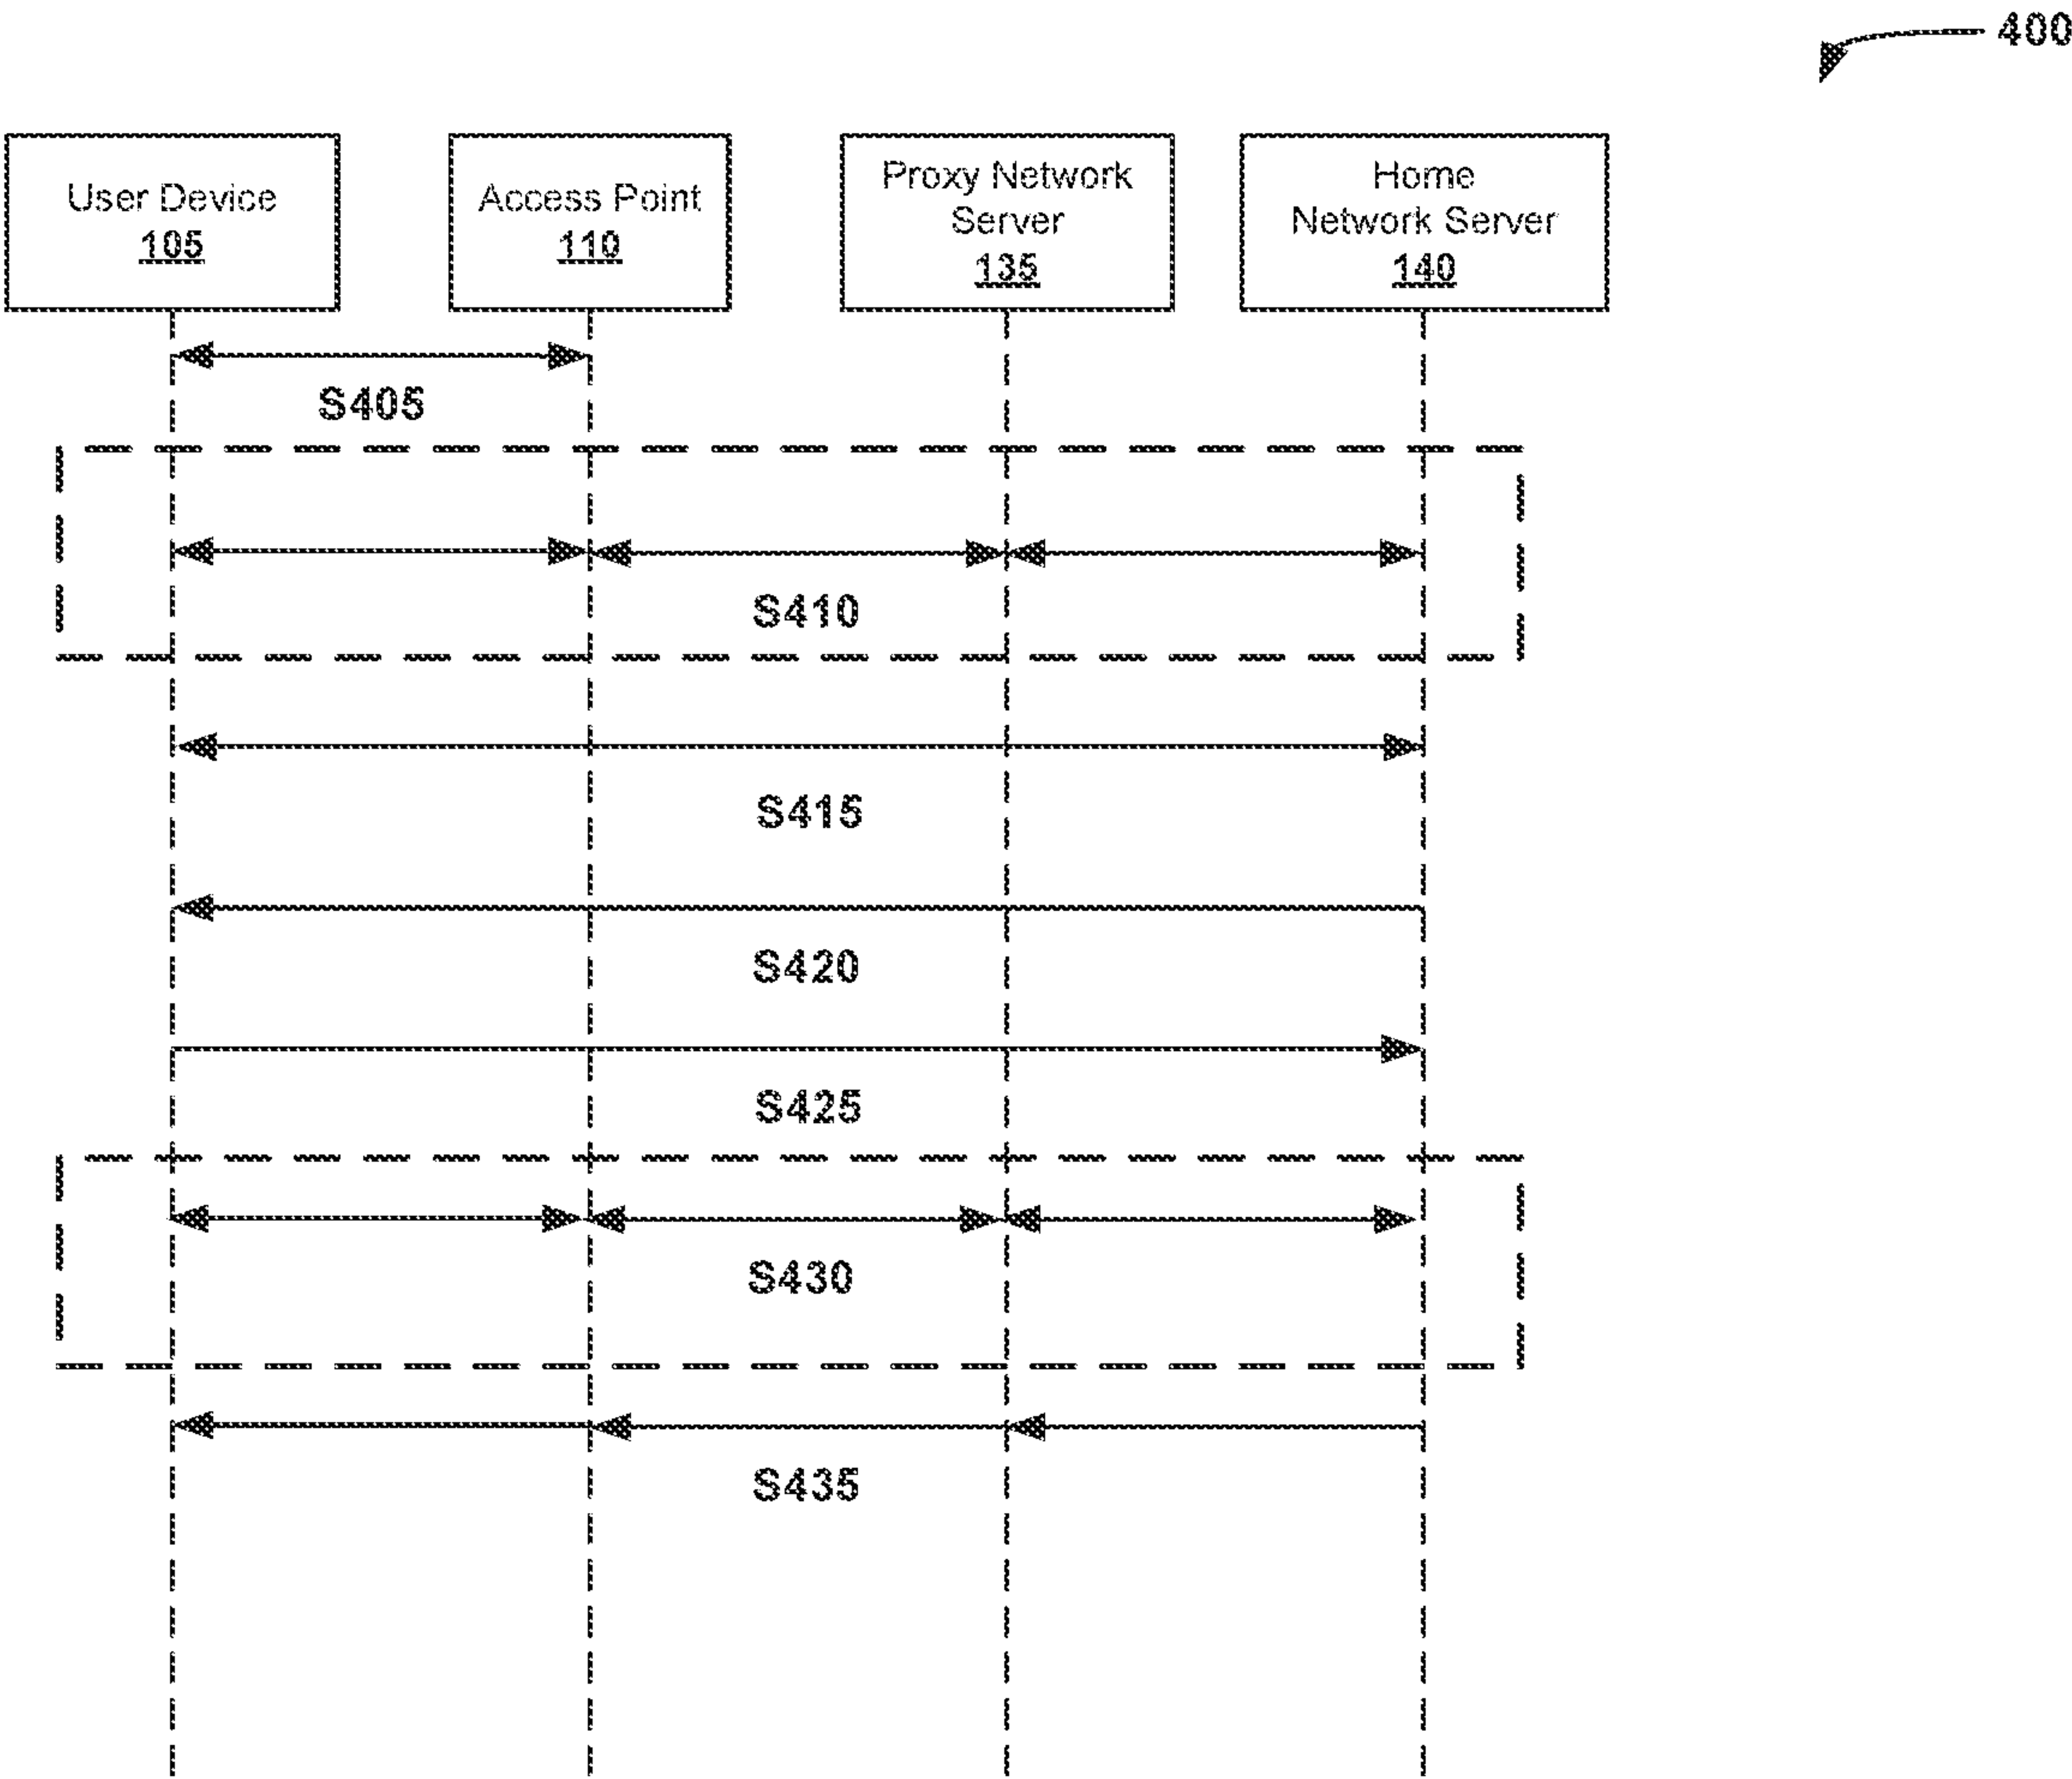 400
User Device
105
Access Point
110
Proxy Network
Server
135
Home
Network Server
140
S405
S410
S415
S420
S425
S430
S435